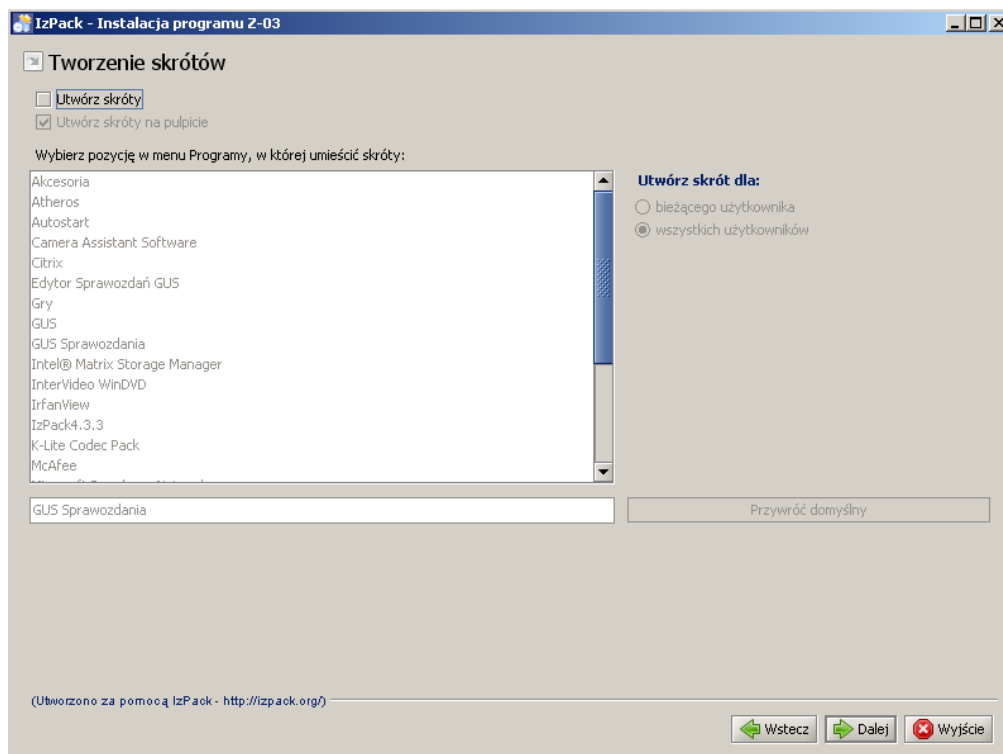 IzPack - Instalacja programu Z-03
Tworzenie skrótów
Utwórz skróty
Utwórz skróty na pulpicie
Wybierz pozycję w menu Programy, w której umieścić skróty:
Akcesoria
Atheros
Autostart
Camera Assistant Software
Citrix
Edytor Sprawozdań GUS
Gry
GUS
GUS Sprawozdania
Intel® Matrix Storage Manager
InterVideo WinDVD
IrfanView
IzPack4.3.3
K-Lite Codec Pack
McAfee
Utwórz skrót dla:
bieżącego użytkownika
wszystkich użytkowników
GUS Sprawozdania
Przywróć domyślny
(Utworzono za pomocą IzPack - http://izpack.org/)
Wstecz
Dalej
Wyjście